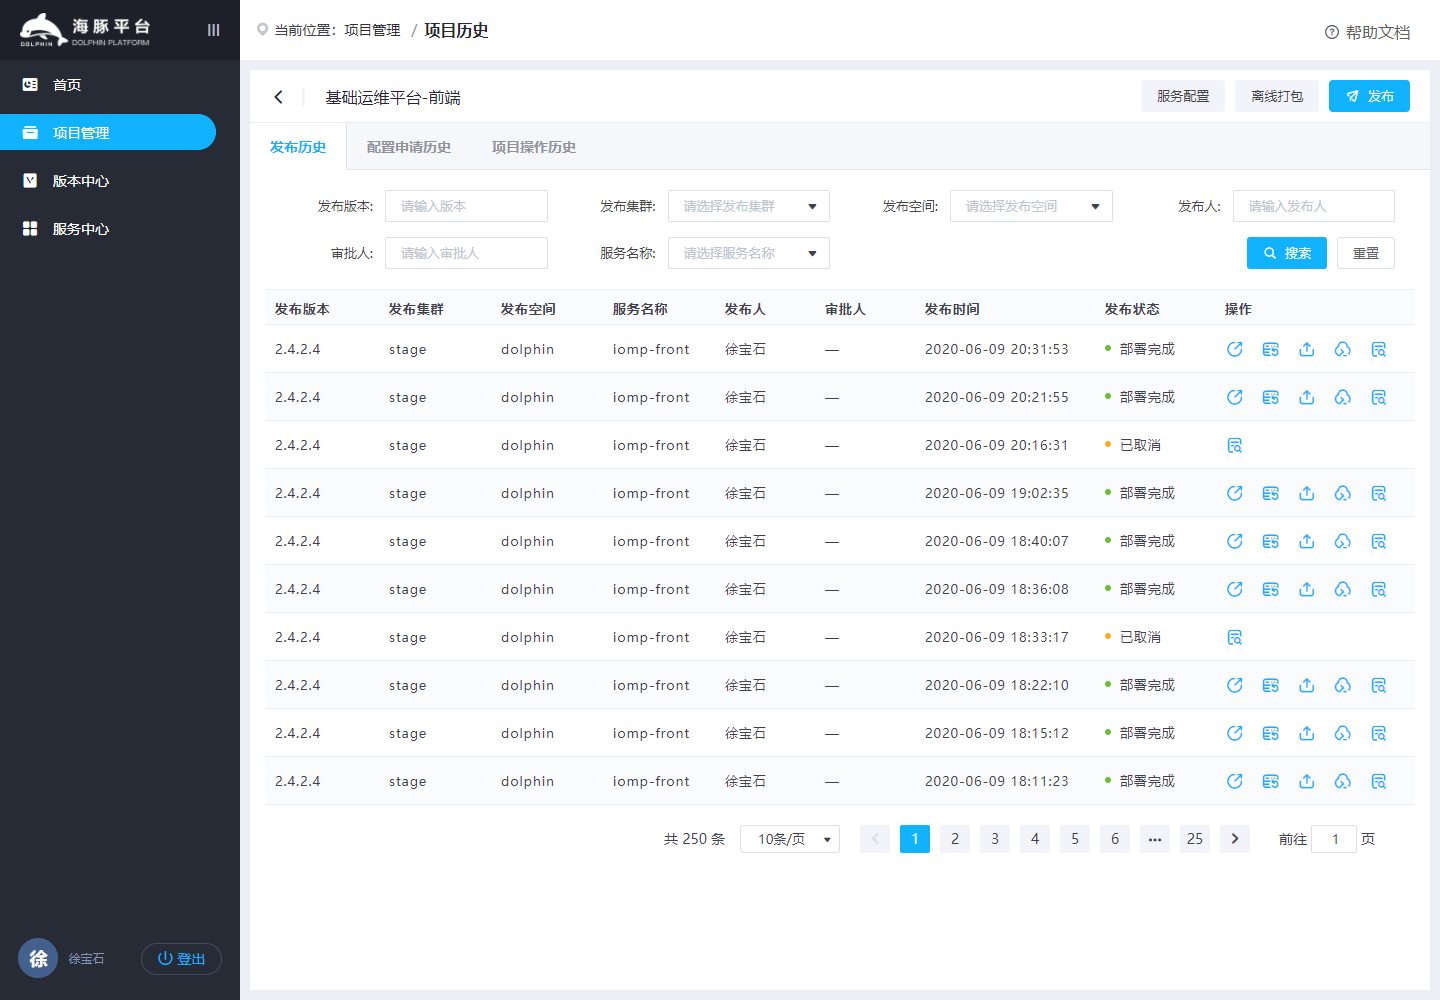 海豚平台
DOLPHIN PLATFORM
DOLPHIN
首页
项目管理
版本中心
服务中心
徐
徐宝石
登出
当前位置: 项目管理 / 项目历史
帮助文档
基础运维平台-前端
服务配置
离线打包
发布
发布历史
配置申请历史
项目操作历史
发布版本: 请输入版本
发布集群: 请选择发布集群
发布空间: 请选择发布空间
发布人: 请输入发布人
审批人: 请输入审批人
服务名称: 请选择服务名称
搜索
重置
发布版本 发布集群 发布空间 服务名称 发布人 审批人 发布时间 发布状态 操作
2.4.2.4 stage dolphin iomp-front 徐宝石 — 2020-06-09 20:31:53 部署完成
2.4.2.4 stage dolphin iomp-front 徐宝石 — 2020-06-09 20:21:55 部署完成
2.4.2.4 stage dolphin iomp-front 徐宝石 — 2020-06-09 20:16:31 已取消
2.4.2.4 stage dolphin iomp-front 徐宝石 — 2020-06-09 19:02:35 部署完成
2.4.2.4 stage dolphin iomp-front 徐宝石 — 2020-06-09 18:40:07 部署完成
2.4.2.4 stage dolphin iomp-front 徐宝石 — 2020-06-09 18:36:08 部署完成
2.4.2.4 stage dolphin iomp-front 徐宝石 — 2020-06-09 18:33:17 已取消
2.4.2.4 stage dolphin iomp-front 徐宝石 — 2020-06-09 18:22:10 部署完成
2.4.2.4 stage dolphin iomp-front 徐宝石 — 2020-06-09 18:15:12 部署完成
2.4.2.4 stage dolphin iomp-front 徐宝石 — 2020-06-09 18:11:23 部署完成
共 250 条 10条/页 1 2 3 4 5 6 ••• 25 前往 1 页